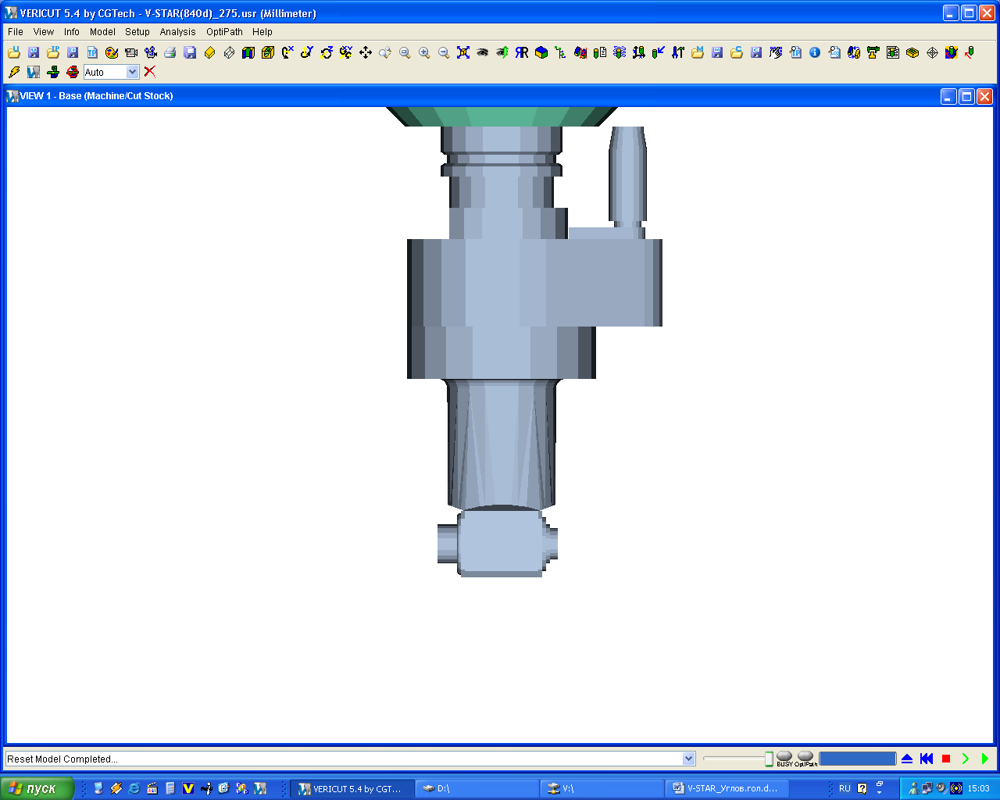 VERICUT 5.4 by CGTech - V-STAR(840d)_275.usr (Millimeter)
File View Info Model Setup Analysis OptiPath Help
Auto
VIEW 1 - Base (Machine/Cut Stock)
Reset Model Completed...
BUSY OptiPath
пуск VERICUT 5.4 by CGT... D:\ V:\ V-STAR_Углов.гол.d... RU 15:03